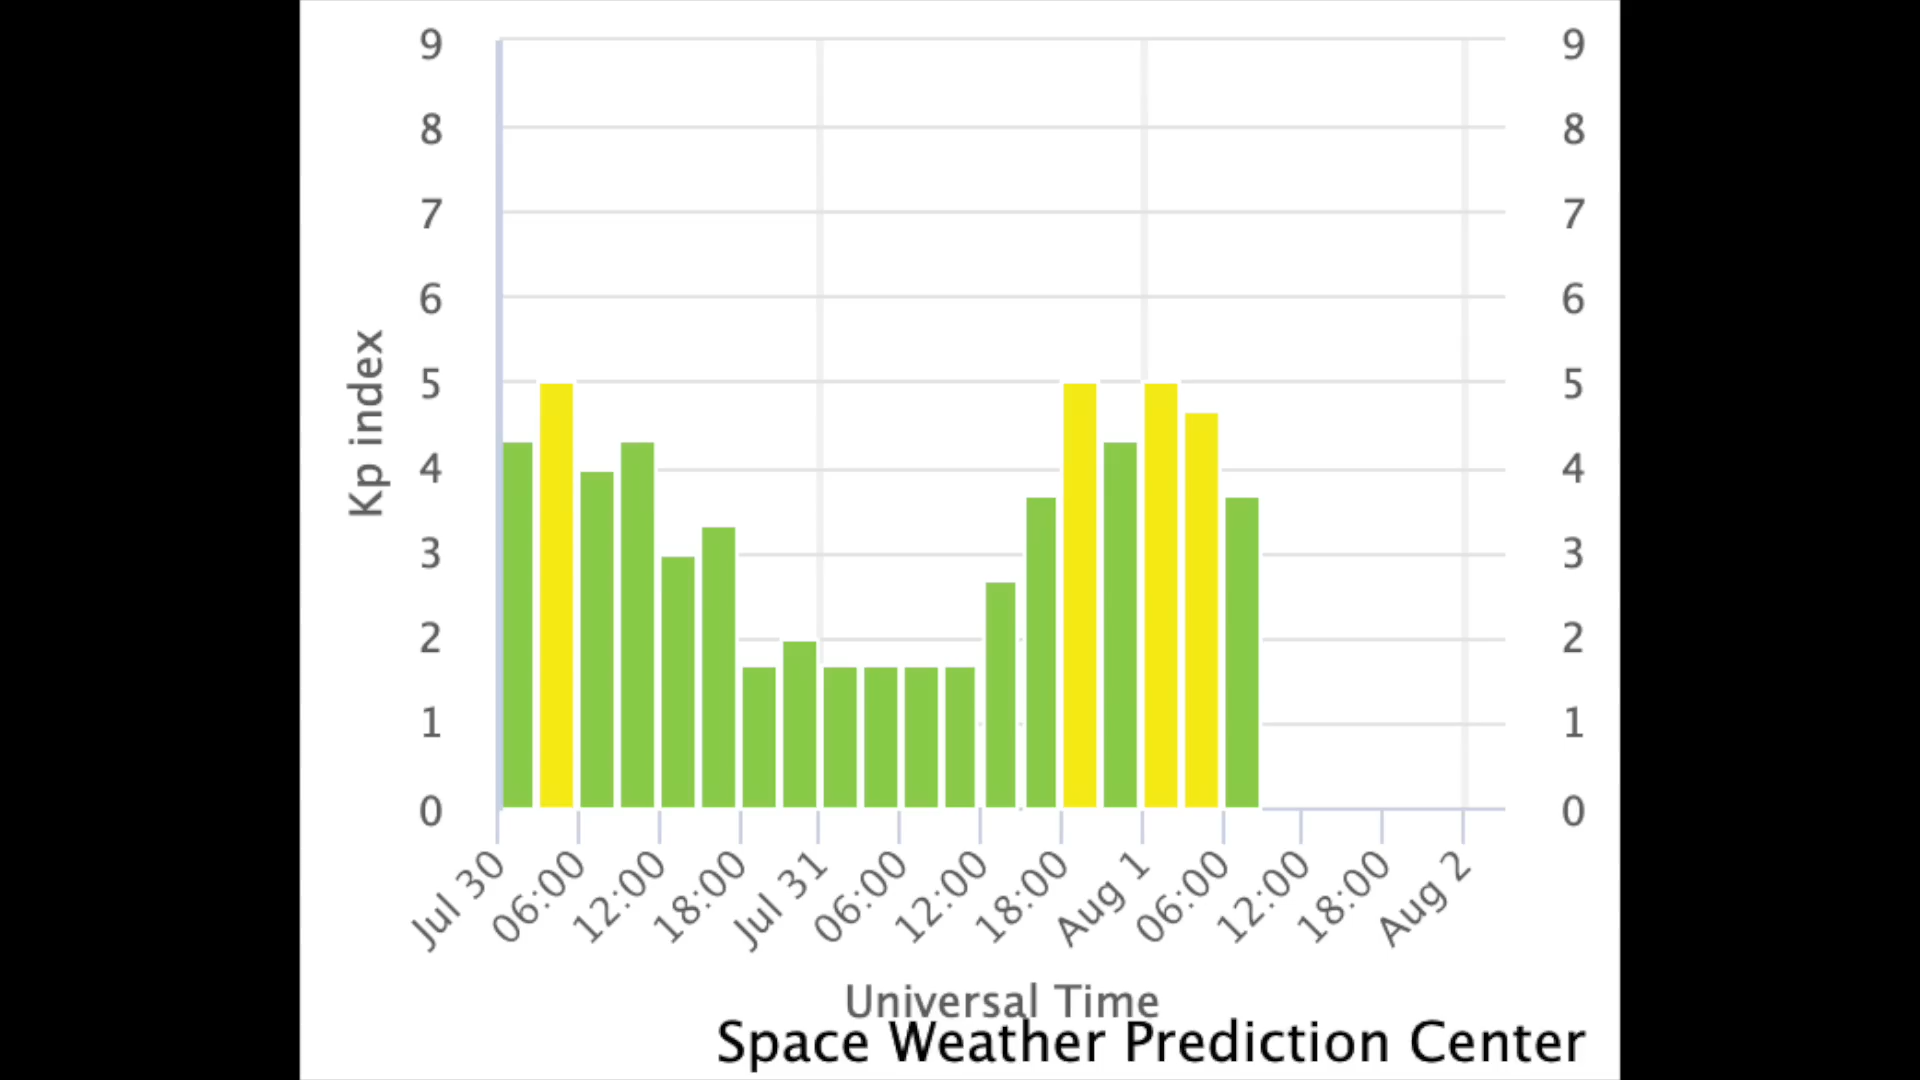 9 9
8 8
7 7
6 6
5 5
4 4
3 3
2 2
1 1
0 0
Kp index
Jul 30 06:00 12:00 18:00 Jul 31 06:00 12:00 18:00 Aug 1 06:00 12:00 18:00 Aug 2
Universal Time
Space Weather Prediction Center